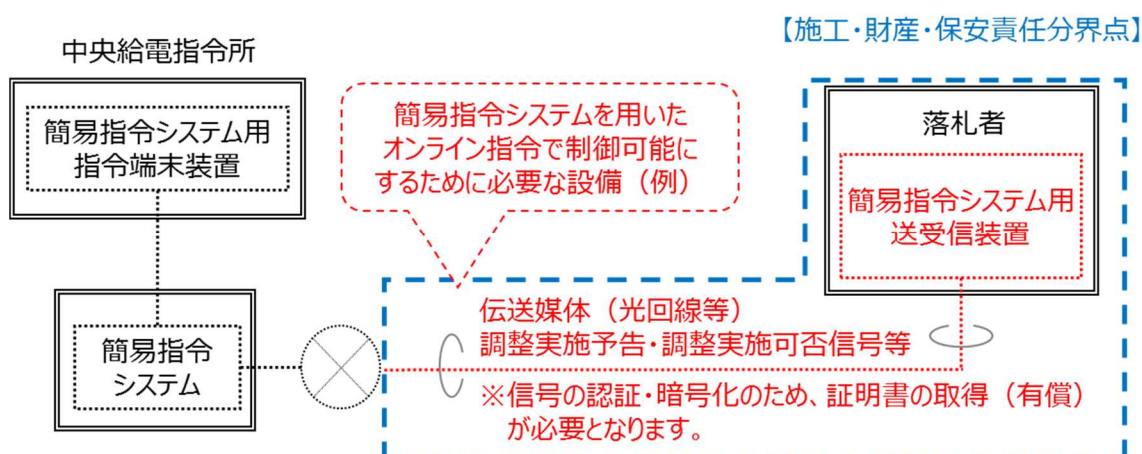 【施工・財産・保安責任分界点】
中央給電指令所
簡易指令システム用
指令端末装置
簡易指令システムを用いた
オンライン指令で制御可能に
するために必要な設備（例）
落札者
簡易指令システム用
送受信装置
簡易指令
システム
伝送媒体（光回線等）
調整実施予告・調整実施可否信号等
※信号の認証・暗号化のため、証明書の取得（有償）
が必要となります。